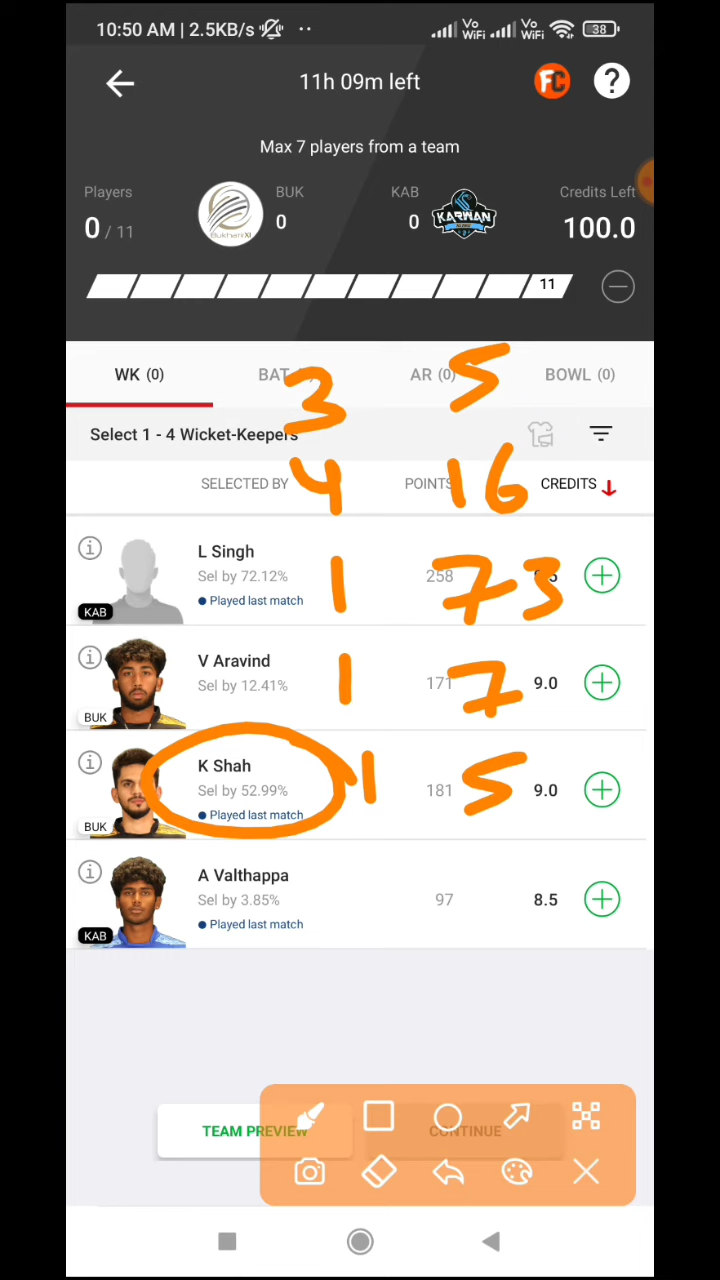 10:50 AM | 2.5KB/s Vo WiFi Vo WiFi 38
11h 09m left FC ?
Max 7 players from a team
Players BUK KAB Credits Left
0 / 11 Bukhari XI 0 0 KARWAN 100.0
11
WK (0) BAT AR (0) BOWL (0)
3 5
Select 1 - 4 Wicket-Keepers
SELECTED BY POINTS CREDITS
4 16
L Singh
Sel by 72.12% 258
Played last match
KAB
1 73
V Aravind
Sel by 12.41% 171 9.0
BUK
1 7
K Shah
Sel by 52.99% 181 9.0
Played last match
BUK
1 5
A Valthappa
Sel by 3.85% 97 8.5
Played last match
KAB
TEAM PREVIEW CONTINUE